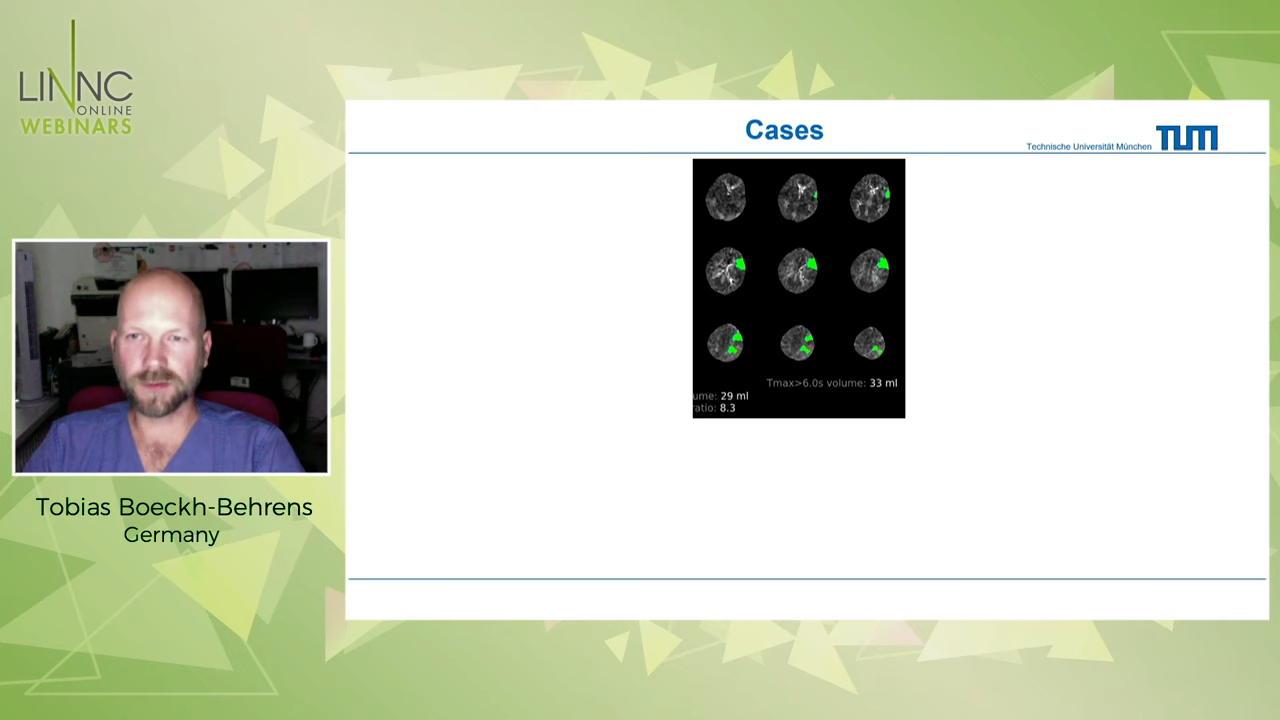 LINNC
ONLINE
WEBINARS
Cases
Technische Universität München TUM
Tmax>6.0s volume: 33 ml
ume: 29 ml
atio: 8.3
Tobias Boeckh-Behrens
Germany